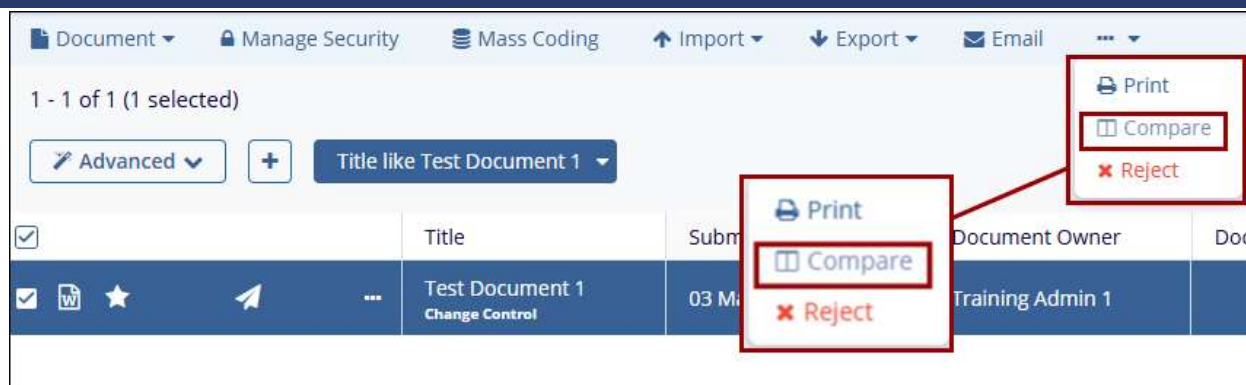 Document Manage Security Mass Coding Import Export Email ...
Print
1 - 1 of 1 (1 selected)
Compare
Advanced + Title like Test Document 1
Reject
Print
Title Document Owner
Compare
Test Document 1 03 Training Admin 1
Change Control
Reject